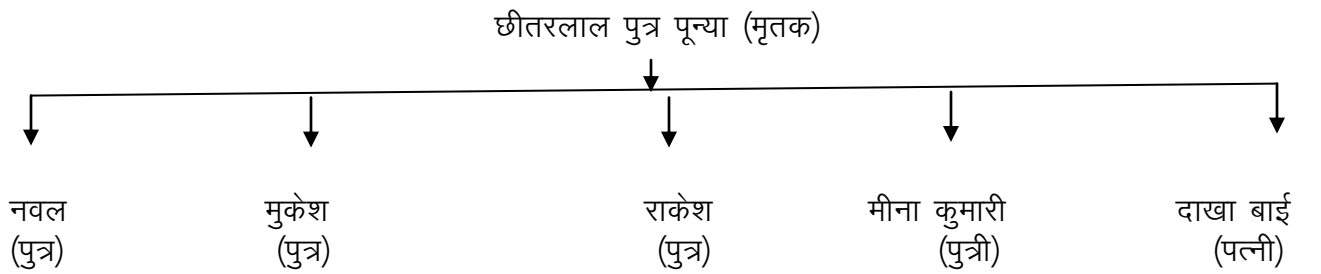 छीतरलाल पुत्र पून्या (मृतक)
नवल मुकेश राकेश मीना कुमारी दाखा बाई
(पुत्र) (पुत्र) (पुत्र) (पुत्री) (पत्नी)